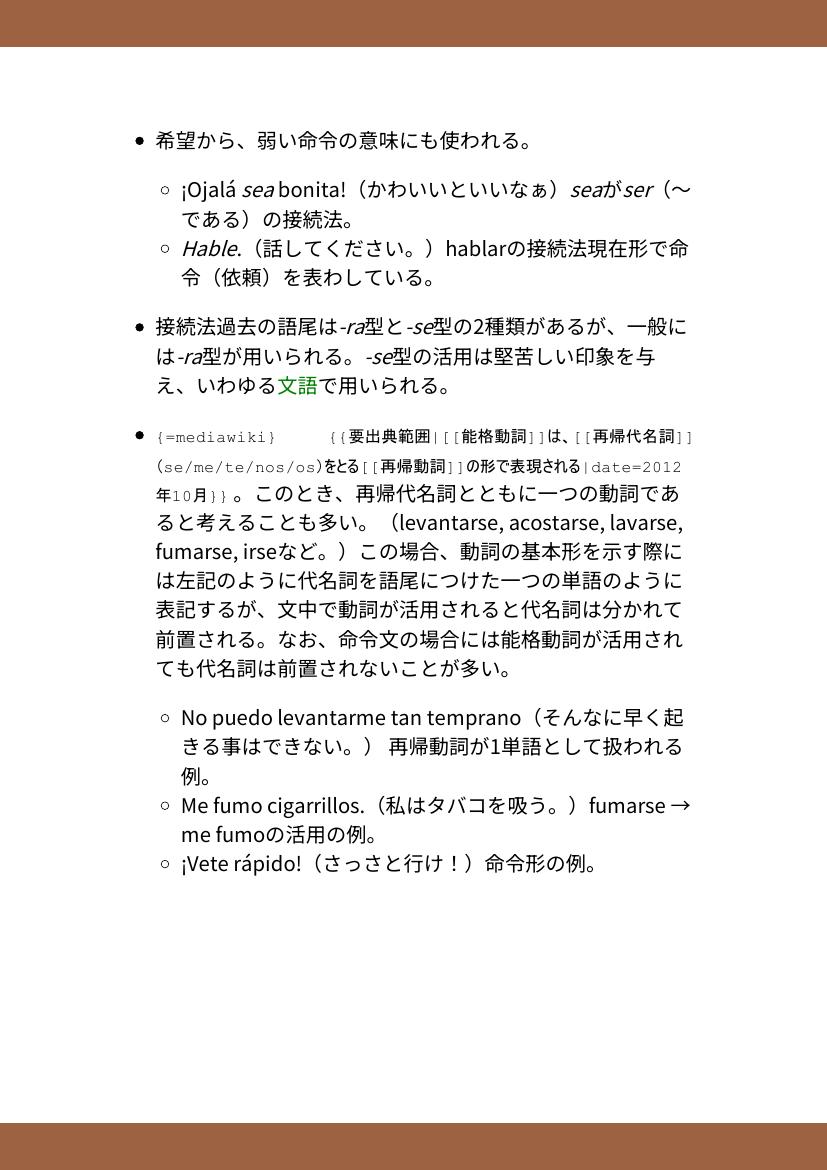 • 希望から、弱い命令の意味にも使われる。
○ ¡Ojalá sea bonita!（かわいいといいなぁ）seaがser（〜
である）の接続法。
○ Hable.（話してください。）hablarの接続法現在形で命
令（依頼）を表わしている。
• 接続法過去の語尾は-ra型と-se型の2種類があるが、一般に
は-ra型が用いられる。-se型の活用は堅苦しい印象を与
え、いわゆる文語で用いられる。
• {=mediawiki} {{要出典範囲|[[能格動詞]]は、[[再帰代名詞]]
(se/me/te/nos/os)をとる[[再帰動詞]]の形で表現される|date=2012
年10月}} 。このとき、再帰代名詞とともに一つの動詞であ
ると考えることも多い。（levantarse, acostarse, lavarse,
fumarse, irseなど。）この場合、動詞の基本形を示す際に
は左記のように代名詞を語尾につけた一つの単語のように
表記するが、文中で動詞が活用されると代名詞は分かれて
前置される。なお、命令文の場合には能格動詞が活用され
ても代名詞は前置されないことが多い。
○ No puedo levantarme tan temprano（そんなに早く起
きる事はできない。） 再帰動詞が1単語として扱われる
例。
○ Me fumo cigarrillos.（私はタバコを吸う。）fumarse →
me fumoの活用の例。
○ ¡Vete rápido!（さっさと行け！）命令形の例。